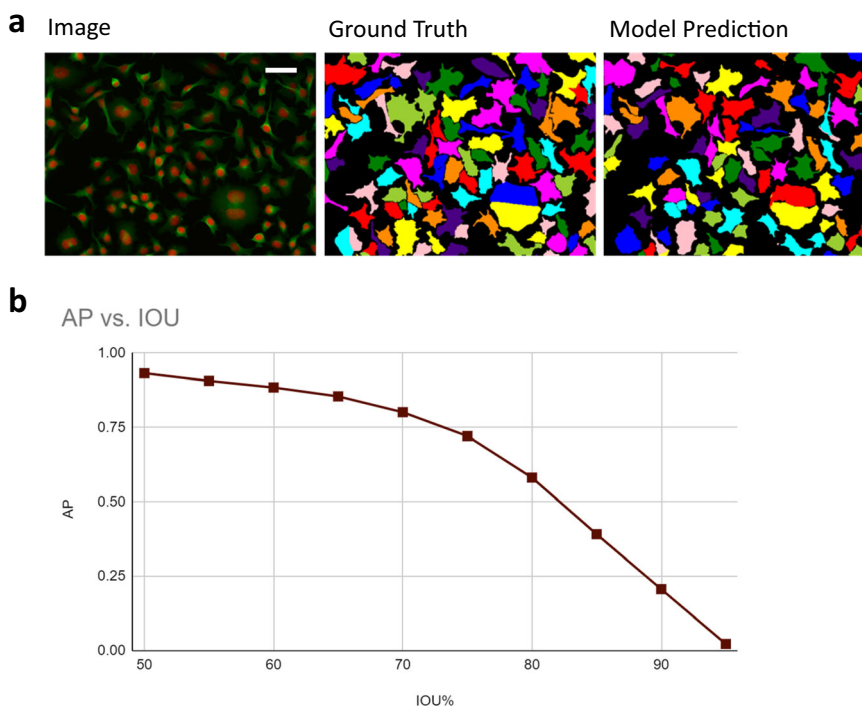 a
Image
Ground Truth
Model Prediction
b
AP vs. IOU
1.00
0.75
0.50
0.25
0.00
AP
50
60
70
80
90
IOU%